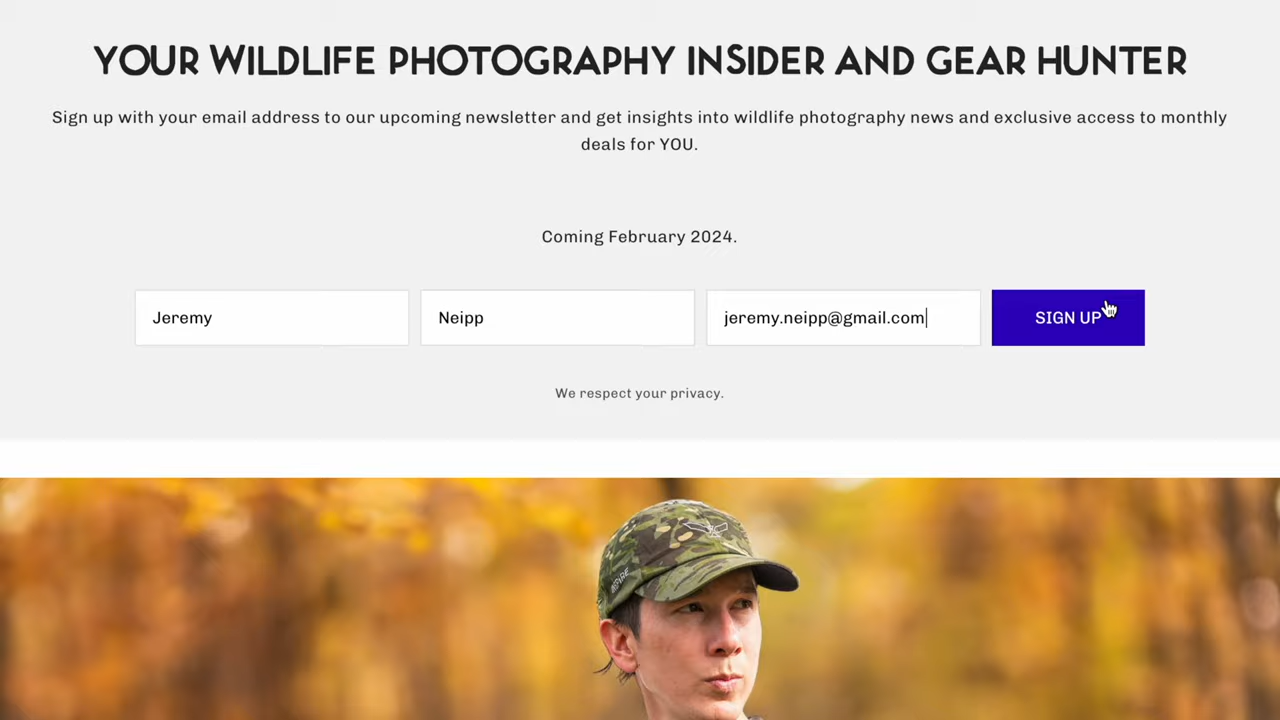 YOUR WILDLIFE PHOTOGRAPHY INSIDER AND GEAR HUNTER
Sign up with your email address to our upcoming newsletter and get insights into wildlife photography news and exclusive access to monthly
deals for YOU.
Coming February 2024.
Jeremy
Neipp
jeremy.neipp@gmail.com
SIGN UP
We respect your privacy.
INSPIRE